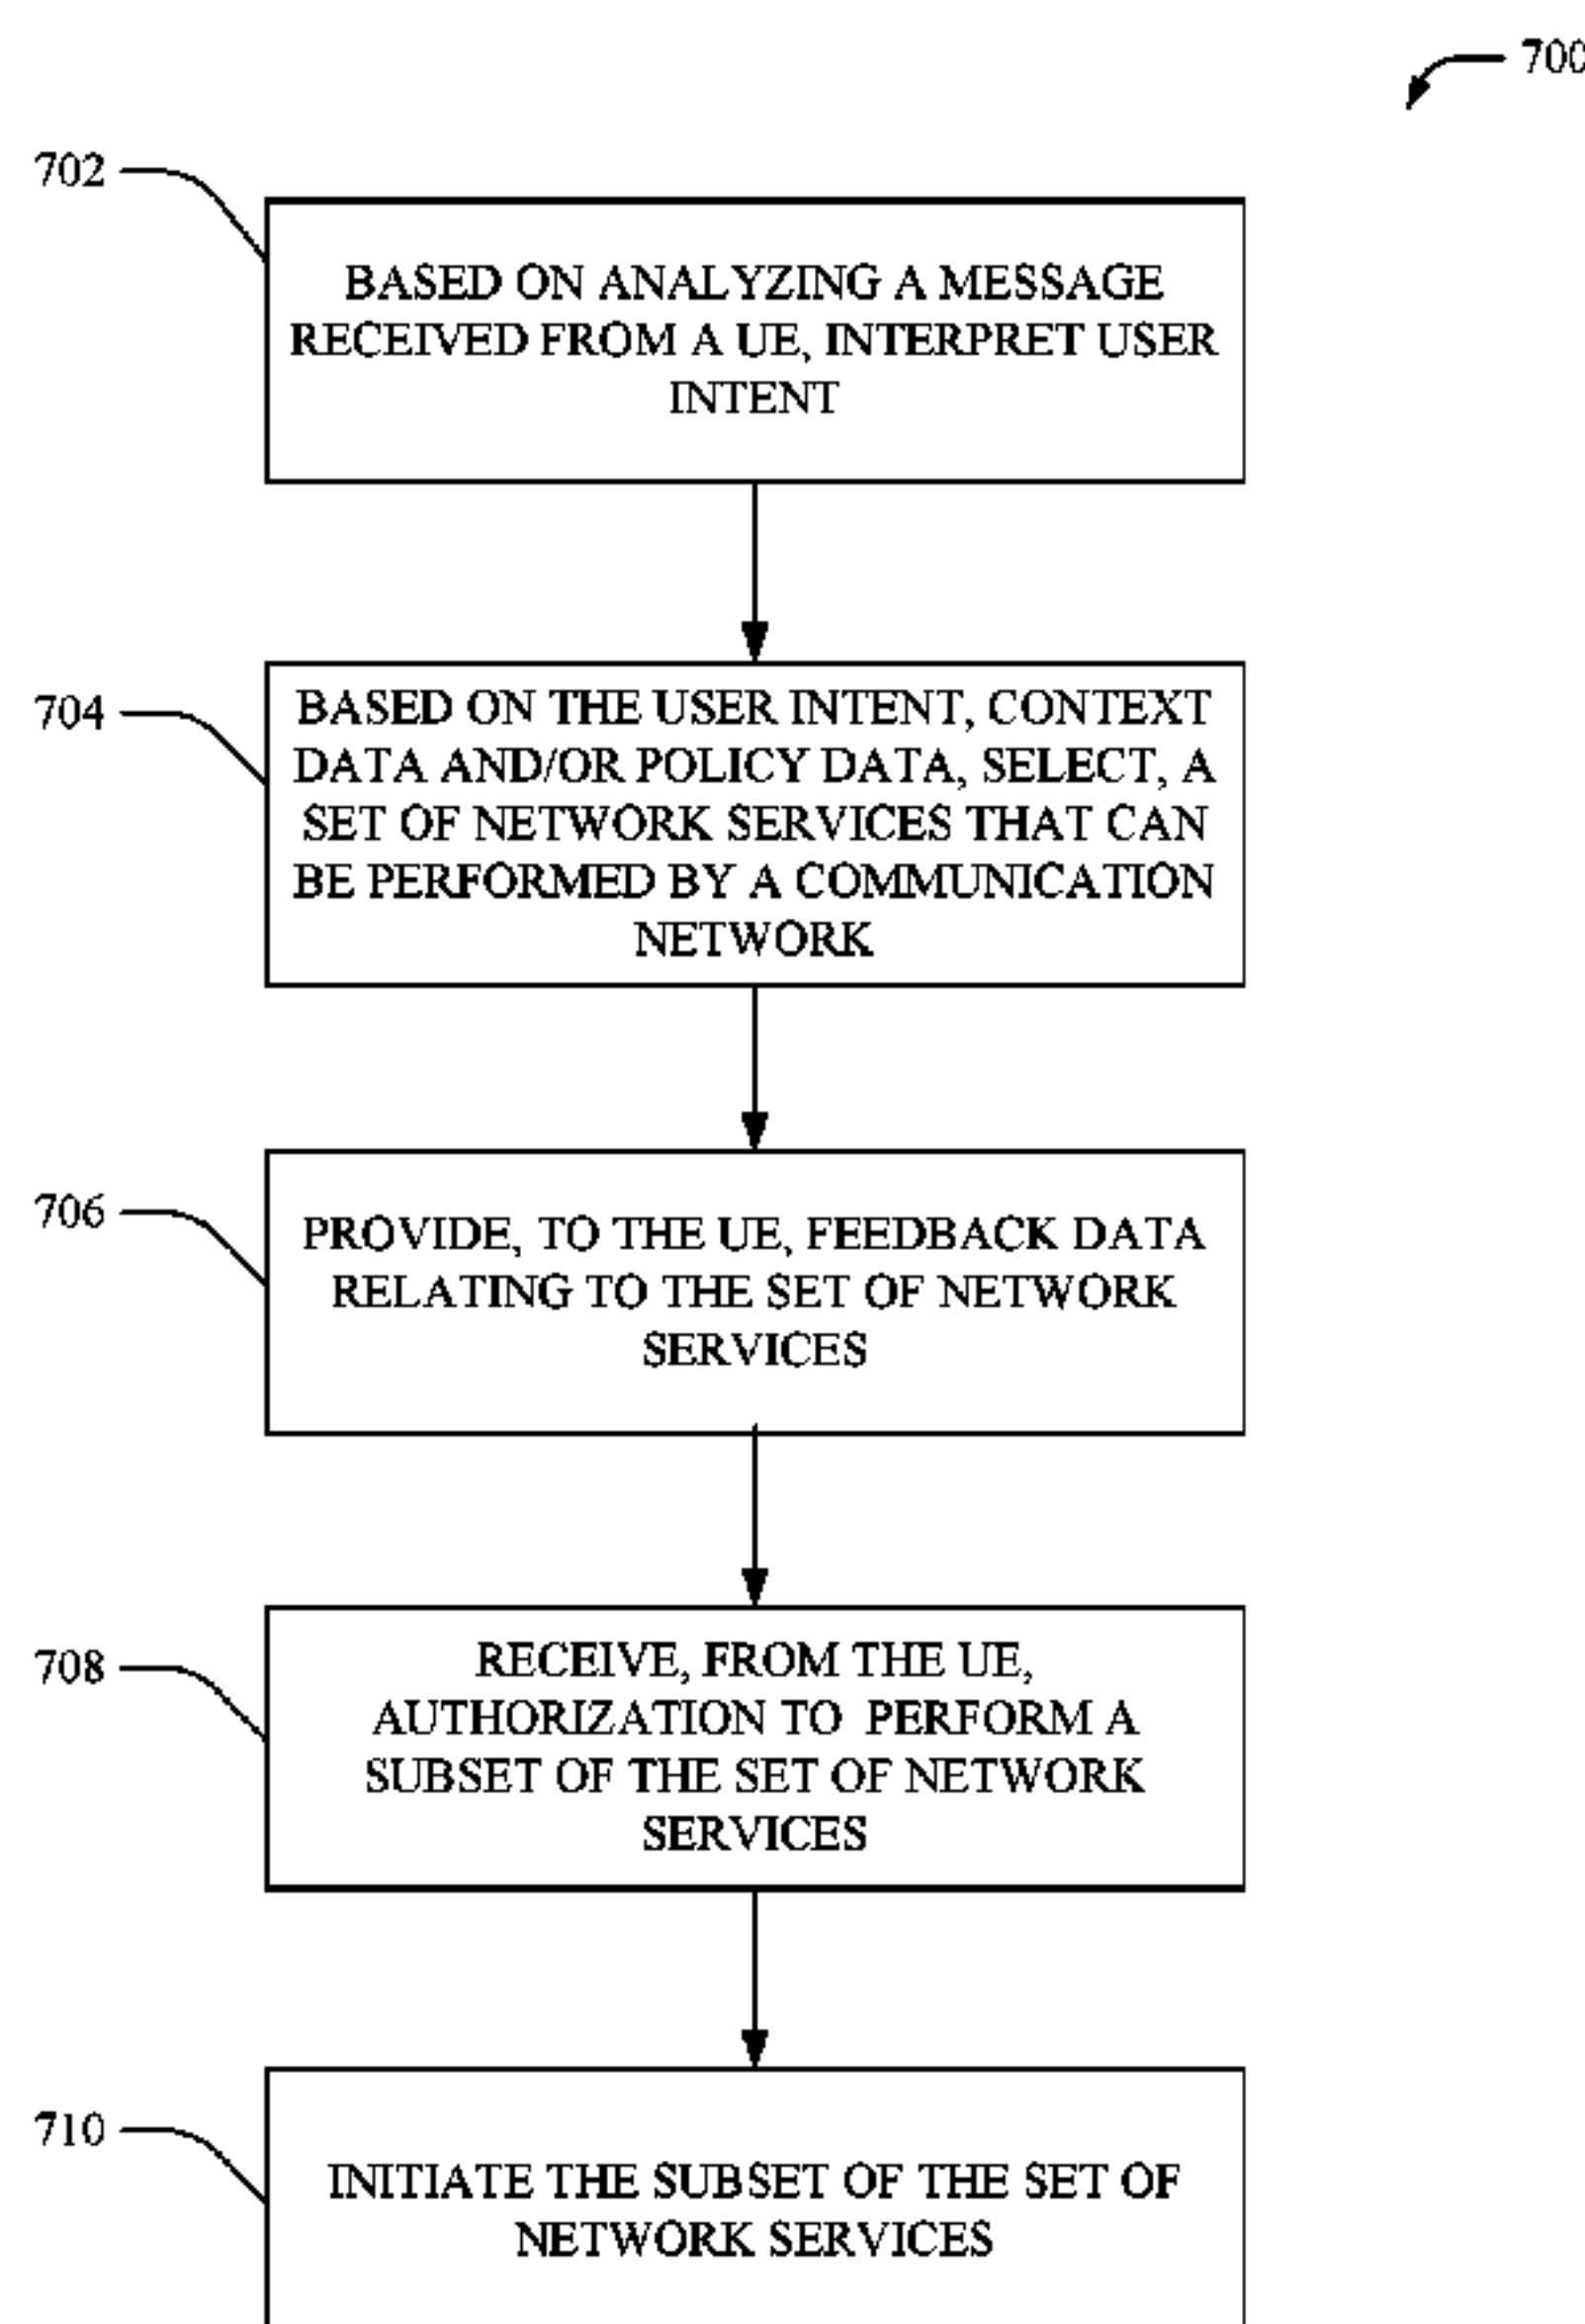 700
702
BASED ON ANALYZING A MESSAGE
RECEIVED FROM A UE, INTERPRET USER
INTENT
704
BASED ON THE USER INTENT, CONTEXT
DATA AND/OR POLICY DATA, SELECT, A
SET OF NETWORK SERVICES THAT CAN
BE PERFORMED BY A COMMUNICATION
NETWORK
706
PROVIDE, TO THE UE, FEEDBACK DATA
RELATING TO THE SET OF NETWORK
SERVICES
708
RECEIVE, FROM THE UE,
AUTHORIZATION TO PERFORM A
SUBSET OF THE SET OF NETWORK
SERVICES
710
INITIATE THE SUBSET OF THE SET OF
NETWORK SERVICES